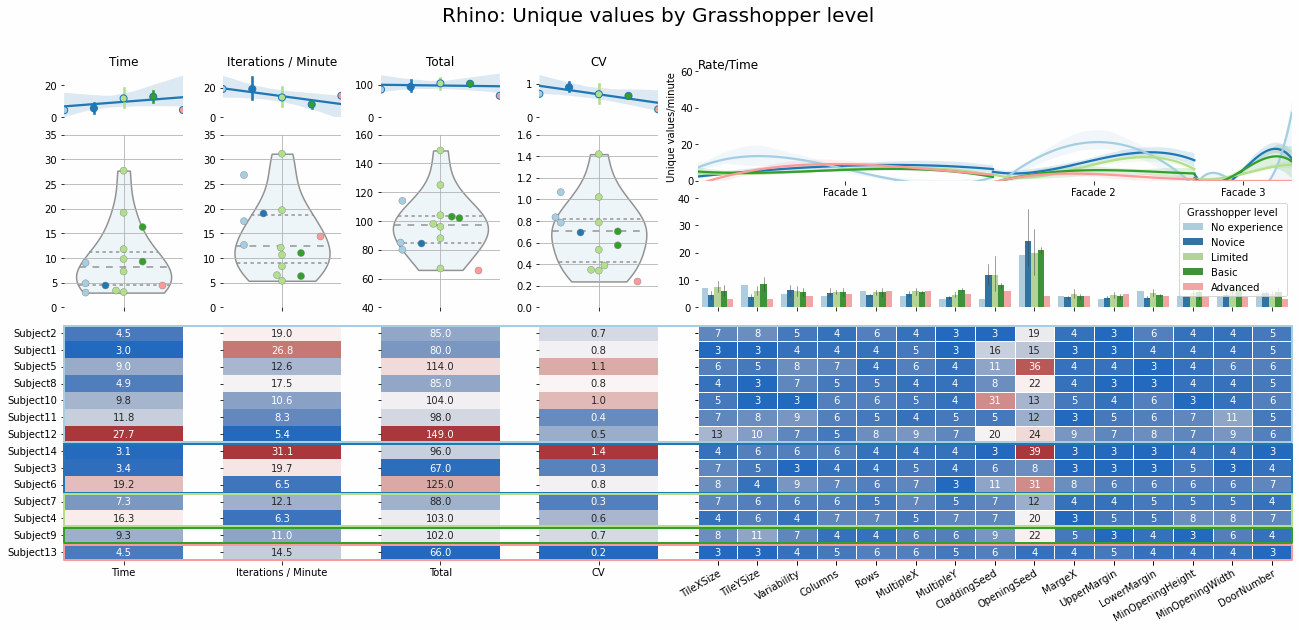 Rhino: Unique values by Grasshopper level
Time
Iterations / Minute
Total
CV
Rate/Time
20
0
20
0
100
0
1
0
Unique values/minute
60
40
20
0
Facade 1
Facade 2
Facade 3
35
30
25
20
15
10
5
0
35
30
25
20
15
10
5
0
160
140
120
100
80
60
40
1.6
1.4
1.2
1.0
0.8
0.6
0.4
0.2
0.0
40
30
20
10
0
Grasshopper level
No experience
Novice
Intermediate
Basic
Advanced
Subject2 4.5 19.0 85.0 0.7 7 8 5 4 6 4 3 3 19 4 3 6 4 4 5
Subject1 3.0 26.8 80.0 0.8 3 3 4 4 4 5 3 16 15 3 3 4 4 4 5
Subject5 9.0 12.6 114.0 1.1 6 5 8 7 4 6 4 11 36 4 4 3 4 6 6
Subject8 4.9 17.5 85.0 0.8 4 3 7 5 5 4 4 8 22 4 3 3 4 4 5
Subject10 9.8 10.6 104.0 1.0 5 3 3 6 6 5 4 31 13 5 4 6 3 4 6
Subject11 11.8 8.3 98.0 0.4 7 8 9 6 5 4 5 5 12 3 5 6 7 11 5
Subject12 27.7 5.4 149.0 0.5 13 10 7 5 8 9 7 20 24 9 7 8 7 9 6
Subject14 3.1 31.1 96.0 1.4 4 6 6 6 4 4 4 3 39 3 3 3 4 4 3
Subject3 3.4 19.7 67.0 0.3 7 5 3 4 4 5 4 6 8 3 3 3 5 3 4
Subject6 19.2 6.5 125.0 0.8 8 4 9 7 6 7 3 11 31 8 6 6 6 6 7
Subject7 7.3 12.1 88.0 0.3 7 6 6 6 5 7 5 7 12 4 4 5 5 4 5
Subject4 16.3 6.3 103.0 0.6 4 6 4 7 7 5 7 7 20 3 5 5 8 8 7
Subject9 9.3 11.0 102.0 0.7 8 11 7 4 4 6 6 9 22 5 3 4 3 6 4
Subject13 4.5 14.5 66.0 0.2 3 3 4 5 6 6 5 6 4 4 5 4 4 4 3
Time
Iterations / Minute
Total
CV
TileXSize
TileYSize
Variability
Columns
Rows
MultipleX
MultipleY
CladdingSeed
OpeningSeed
MargeX
UpperMargin
LowerMargin
MinOpeningHeight
MinOpeningWidth
DoorNumber